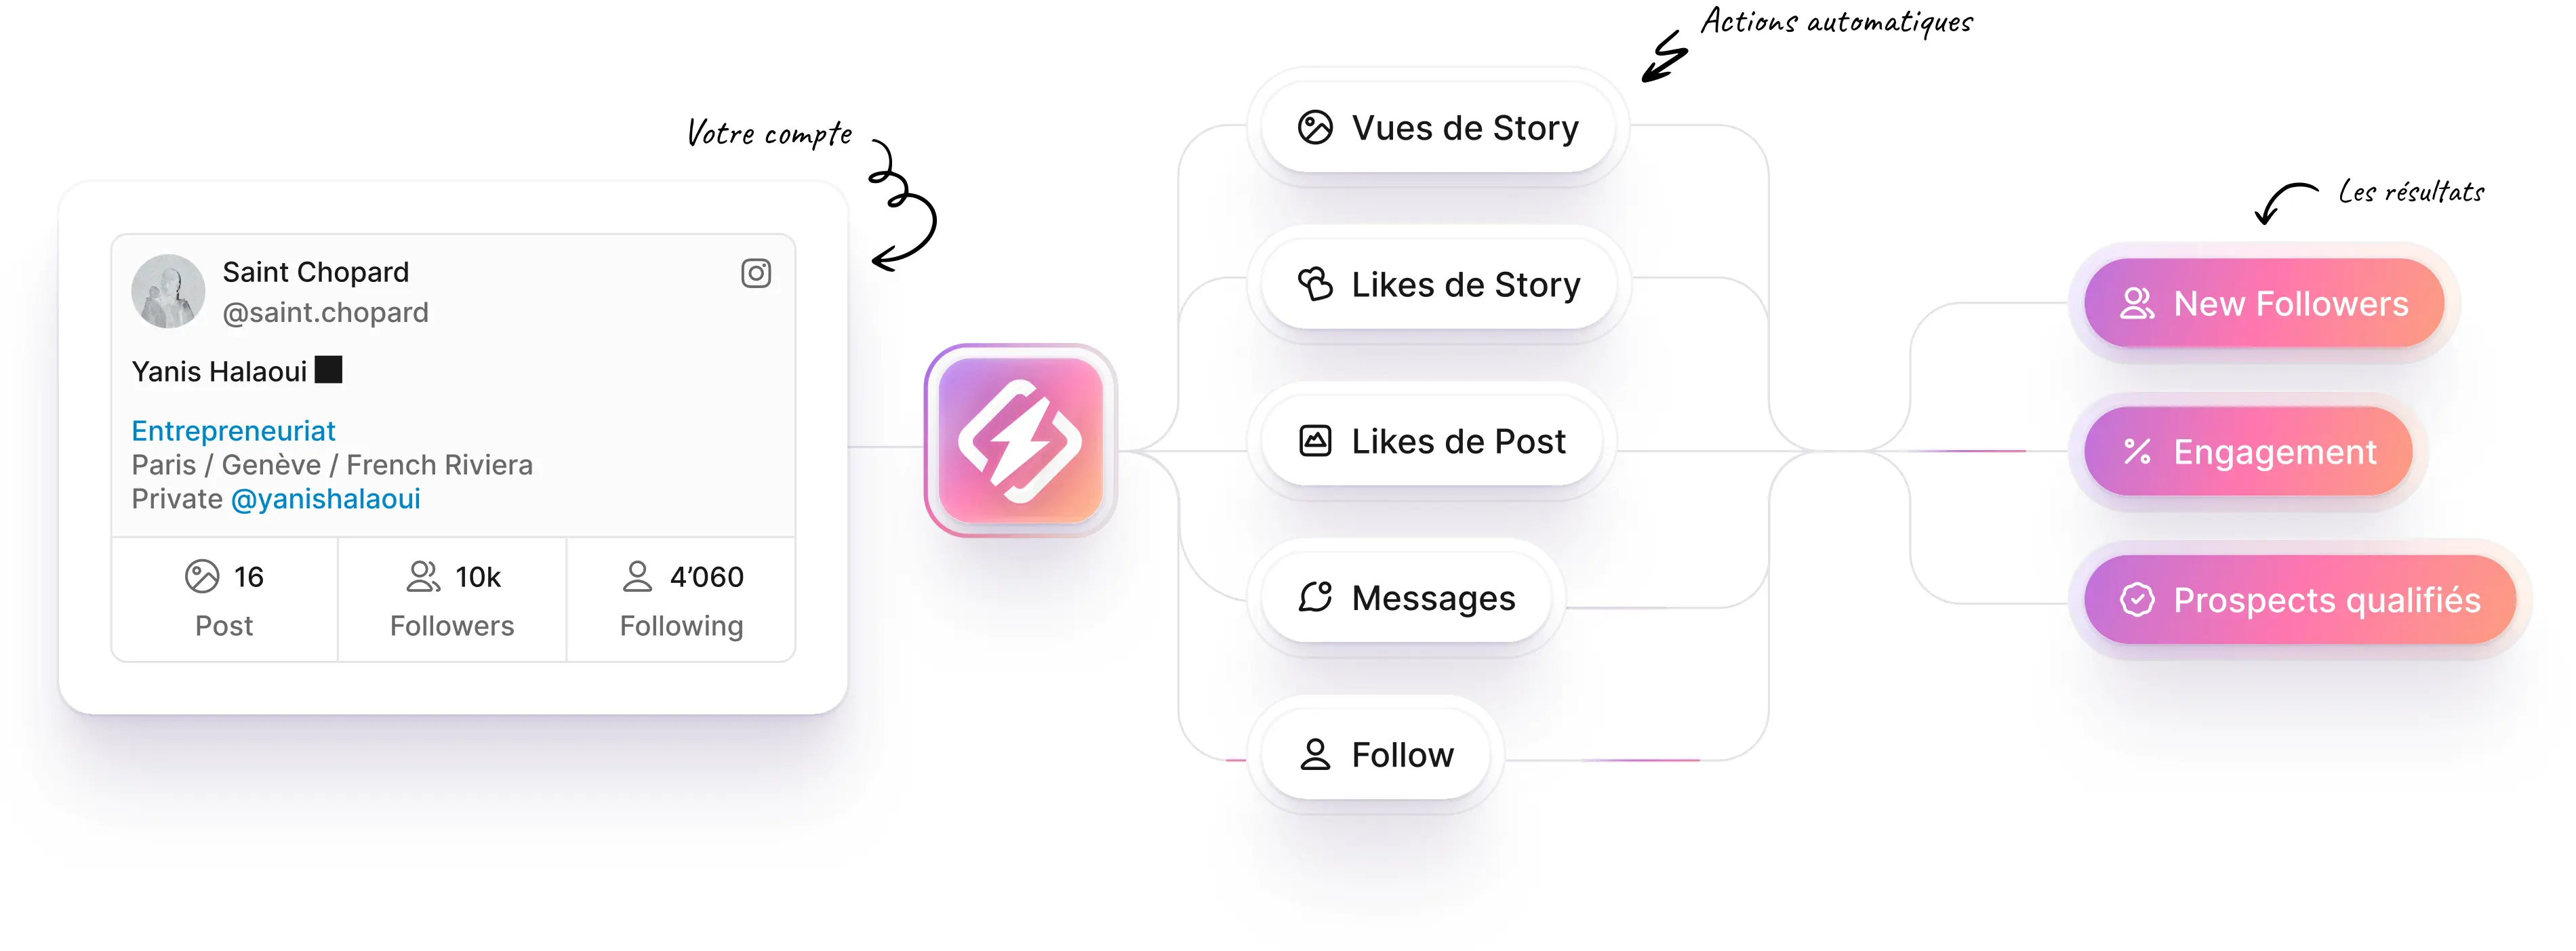 Votre compte
Saint Chopard
@saint.chopard
Yanis Halaoui
Entrepreneuriat
Paris / Genève / French Riviera
Private @yanishalaoui
16
Post
10k
Followers
4’060
Following
Actions automatiques
Vues de Story
Likes de Story
Likes de Post
Messages
Follow
Les résultats
New Followers
Engagement
Prospects qualifiés